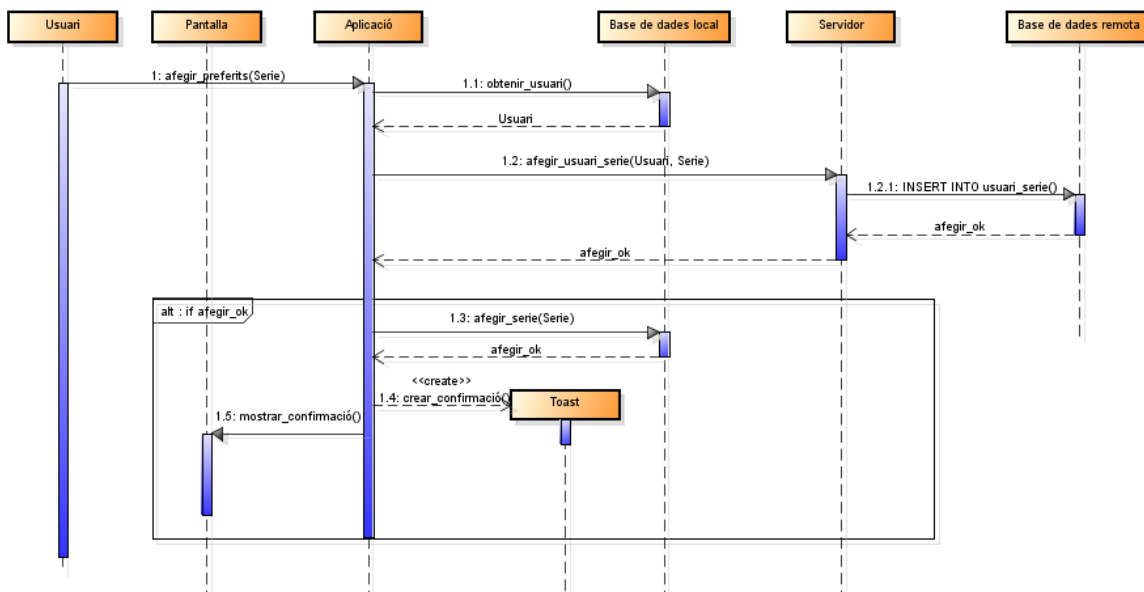 Usuari
Pantalla
Aplicació
Base de dades local
Servidor
Base de dades remota
1: afegir_preferits(Serie)
1.1: obtenir_usuari()
Usuari
1.2: afegir_usuari_serie(Usuari, Serie)
1.2.1: INSERT INTO usuari_serie()
afegir_ok
afegir_ok
alt : if afegir_ok
1.3: afegir_serie(Serie)
afegir_ok
<<create>>
1.4: crear_confirmació()
Toast
1.5: mostrar_confirmació()